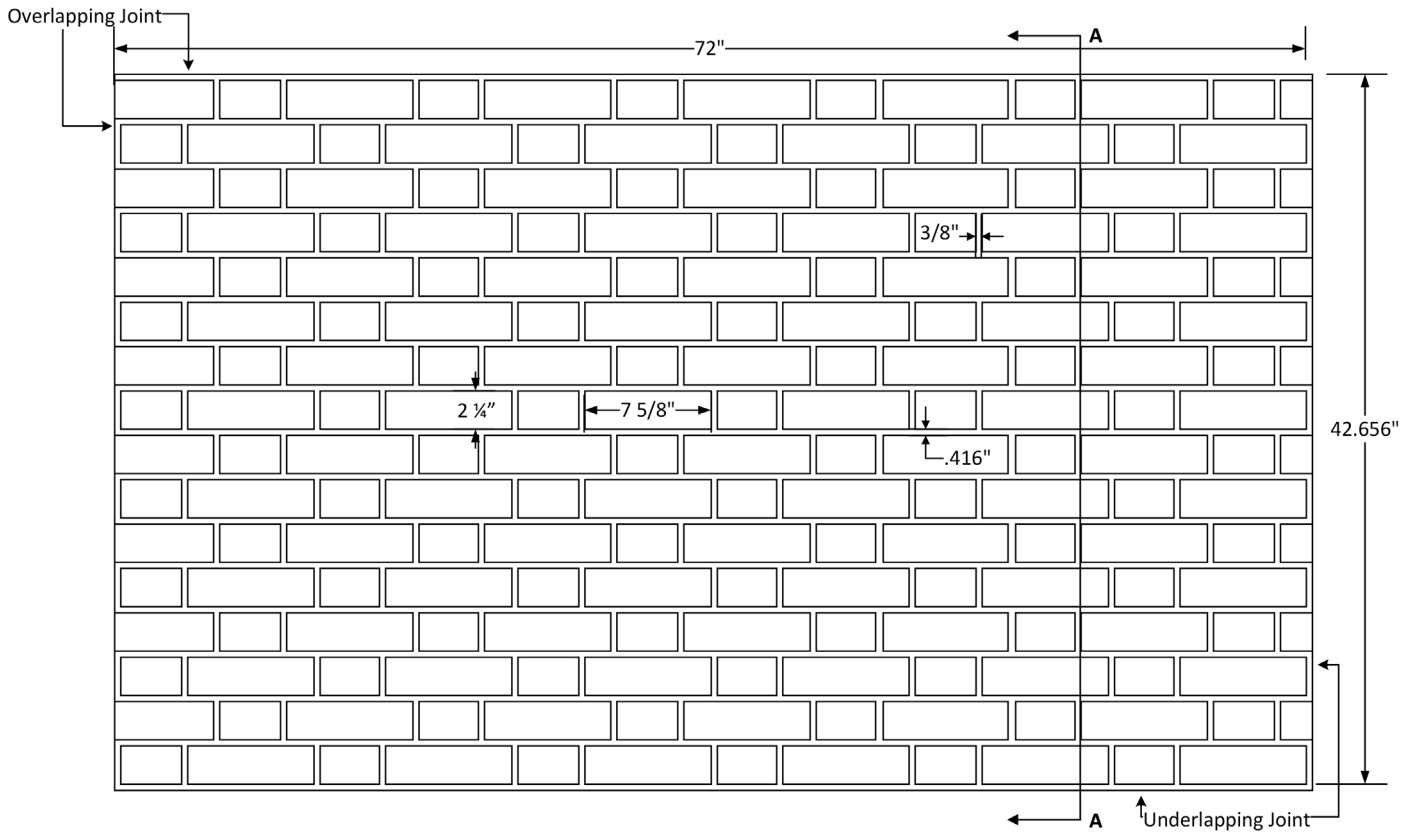 Overlapping Joint
A
72"
3/8"
2 ¼”
7 5/8"
42.656"
.416"
A
Underlapping Joint